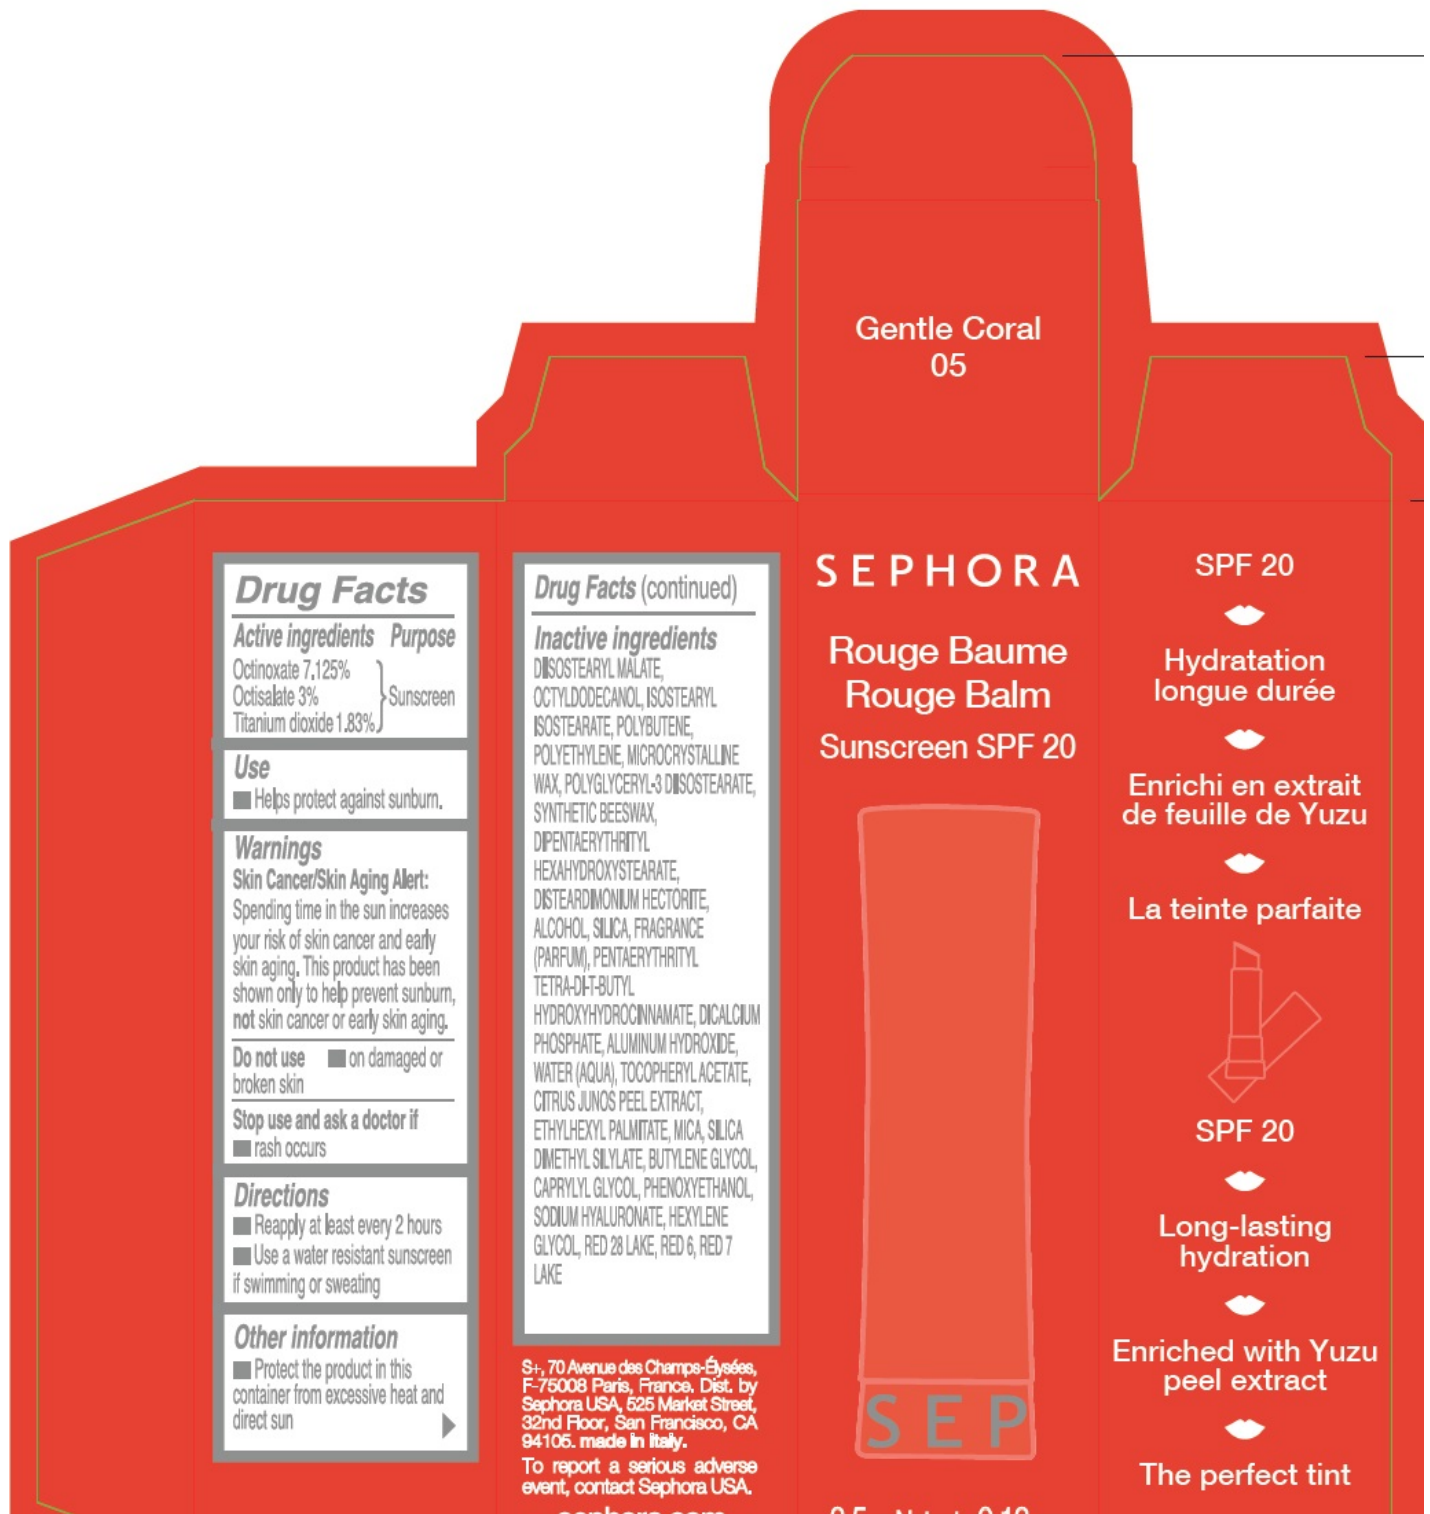 Gentle Coral
05
Drug Facts
Active ingredients Purpose
Octinoxate 7.125%
Octisalate 3%
Titanium dioxide 1.83%
Sunscreen
Use
■ Helps protect against sunburn.
Warnings
Skin Cancer/Skin Aging Alert:
Spending time in the sun increases
your risk of skin cancer and early
skin aging. This product has been
shown only to help prevent sunburn,
not skin cancer or early skin aging.
Do not use ■ on damaged or
broken skin
Stop use and ask a doctor if
■ rash occurs
Directions
■ Reapply at least every 2 hours
■ Use a water resistant sunscreen
if swimming or sweating
Other information
■ Protect the product in this
container from excessive heat and
direct sun
Drug Facts (continued)
Inactive ingredients
DIISOSTEARYL MALATE,
OCTYLDODECANOL, ISOSTEARYL
ISOSTEARATE, POLYBUTENE,
POLYETHYLENE, MICROCRYSTALLINE
WAX, POLYGLYCERYL-3 DIISOSTEARATE,
SYNTHETIC BEESWAX,
DIPENTAERYTHRITYL
HEXAHYDROXYSTEARATE,
DISTEARDIMONIUM HECTORITE,
ALCOHOL, SILICA, FRAGRANCE
(PARFUM), PENTAERYTHRITYL
TETRA-DI-T-BUTYL
HYDROXYHYDROCINNAMATE, DICALCIUM
PHOSPHATE, ALUMINUM HYDROXIDE,
WATER (AQUA), TOCOPHERYL ACETATE,
CITRUS JUNOS PEEL EXTRACT,
ETHYLHEXYL PALMITATE, MICA, SILICA
DIMETHYL SILYLATE, BUTYLENE GLYCOL,
CAPRYLYL GLYCOL, PHENOXYETHANOL,
SODIUM HYALURONATE, HEXYLENE
GLYCOL, RED 28 LAKE, RED 6, RED 7
LAKE
S+, 70 Avenue des Champs-Élysées,
F-75008 Paris, France. Dist. by
Sephora USA, 525 Market Street,
32nd Floor, San Francisco, CA
94105. made in Italy.
To report a serious adverse
event, contact Sephora USA.
sephora.com
SEPHORA
Rouge Baume
Rouge Balm
Sunscreen SPF 20
SEP
SPF 20
Hydratation
longue durée
Enrichi en extrait
de feuille de Yuzu
La teinte parfaite
SPF 20
Long-lasting
hydration
Enriched with Yuzu
peel extract
The perfect tint